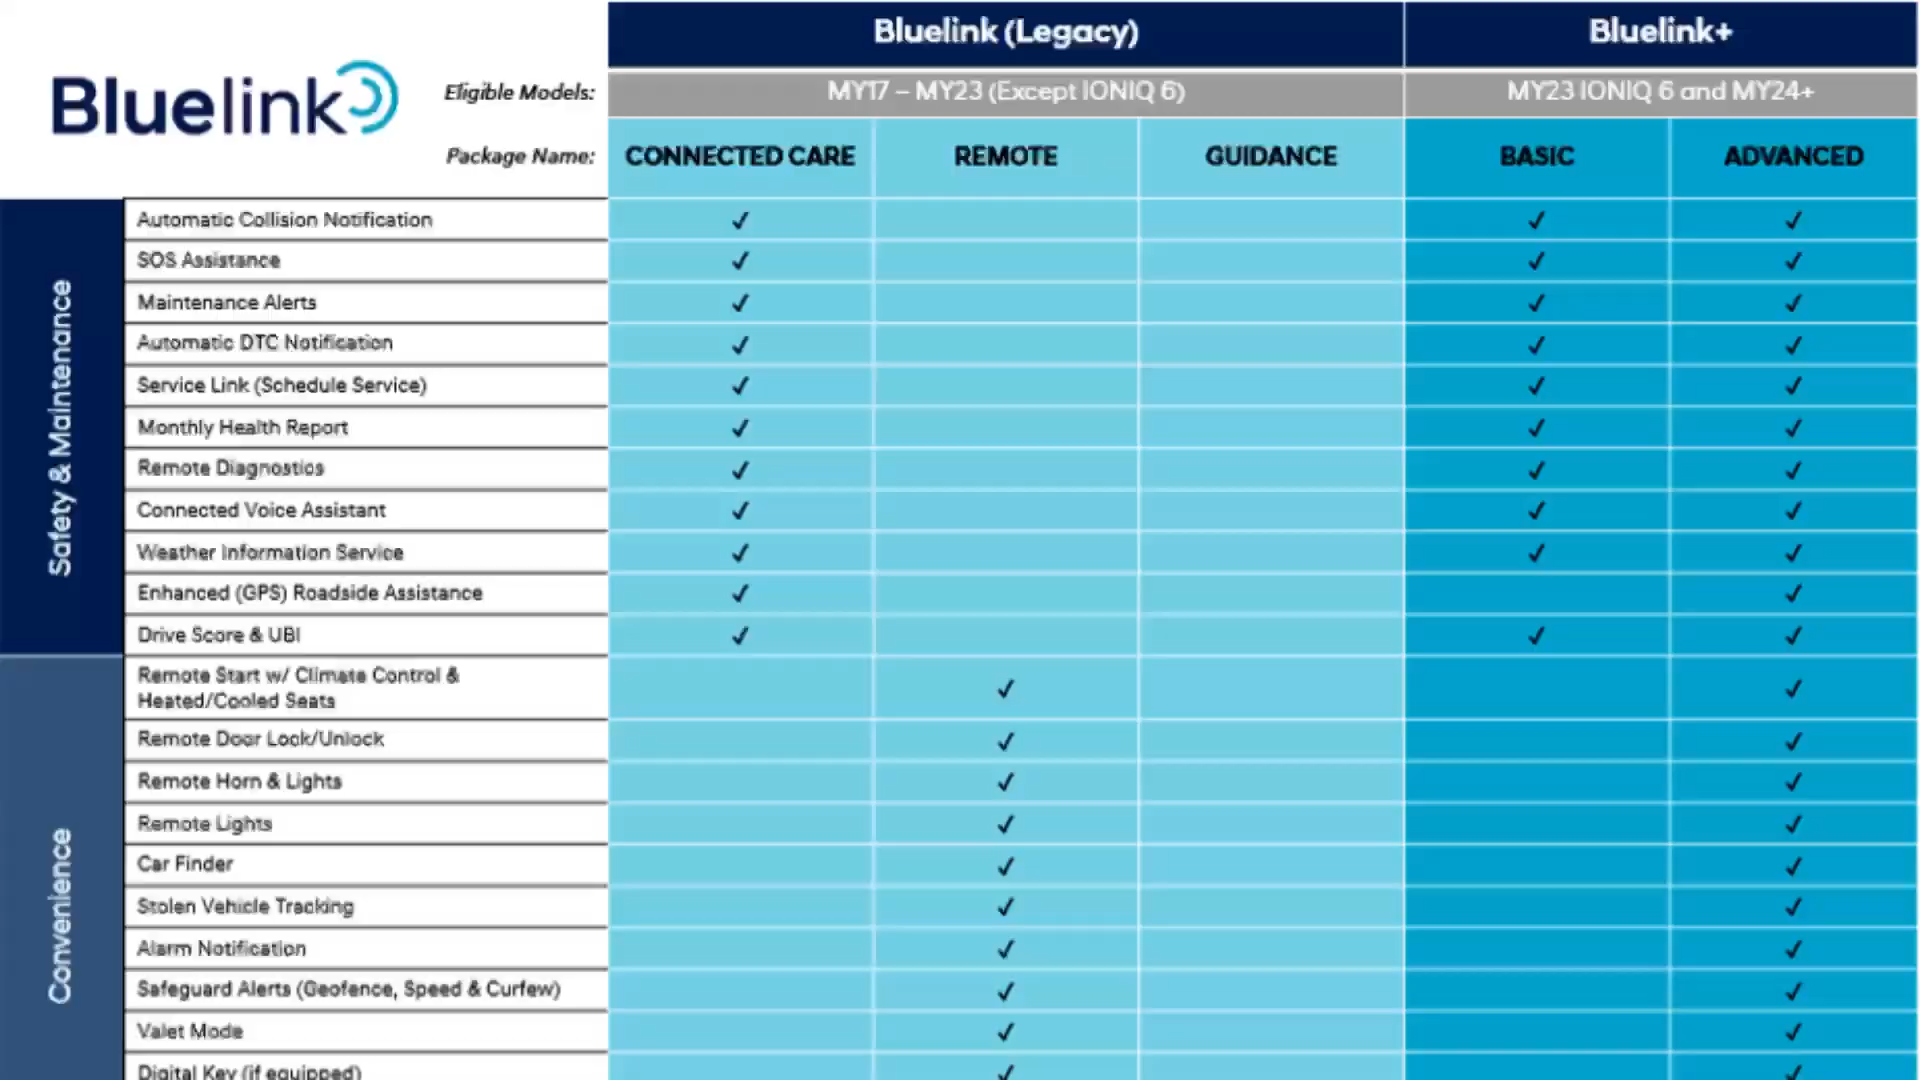 Bluelink (Legacy) Bluelink+
Bluelink
Eligible Models: MY17 – MY23 (Except IONIQ 6) MY23 IONIQ 6 and MY24+
Package Name: CONNECTED CARE REMOTE GUIDANCE BASIC ADVANCED
Safety & Maintenance
Automatic Collision Notification ✓ ✓ ✓
SOS Assistance ✓ ✓ ✓
Maintenance Alerts ✓ ✓ ✓
Automatic DTC Notification ✓ ✓ ✓
Service Link (Schedule Service) ✓ ✓ ✓
Monthly Health Report ✓ ✓ ✓
Remote Diagnostics ✓ ✓ ✓
Connected Voice Assistant ✓ ✓ ✓
Weather Information Service ✓ ✓ ✓
Enhanced (GPS) Roadside Assistance ✓ ✓
Drive Score & UBI ✓ ✓ ✓
Convenience
Remote Start w/ Climate Control &
Heated/Cooled Seats ✓ ✓
Remote Door Lock/Unlock ✓ ✓
Remote Horn & Lights ✓ ✓
Remote Lights ✓ ✓
Car Finder ✓ ✓
Stolen Vehicle Tracking ✓ ✓
Alarm Notification ✓ ✓
Safeguard Alerts (Geofence, Speed & Curfew) ✓ ✓
Valet Mode ✓ ✓
Digital Key (if equipped) ✓ ✓